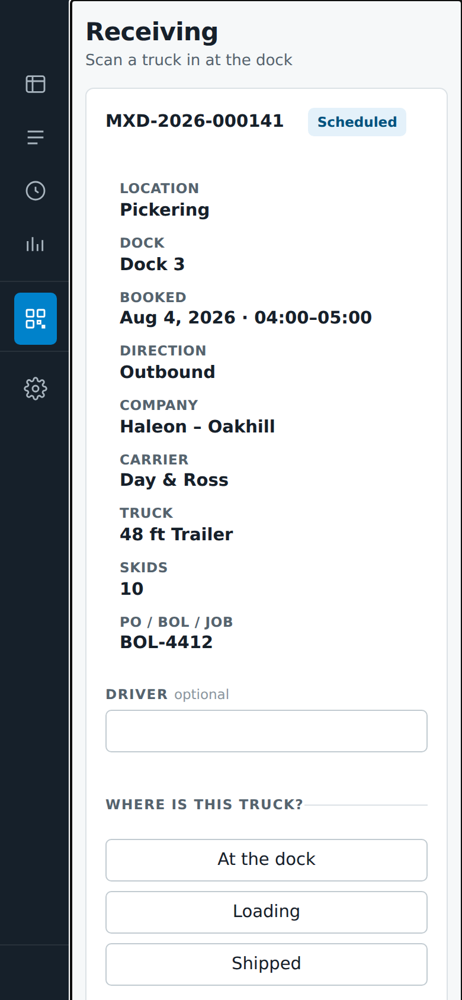 Receiving
Scan a truck in at the dock
MXD-2026-000141 Scheduled
LOCATION
Pickering
DOCK
Dock 3
BOOKED
Aug 4, 2026 · 04:00–05:00
DIRECTION
Outbound
COMPANY
Haleon – Oakhill
CARRIER
Day & Ross
TRUCK
48 ft Trailer
SKIDS
10
PO / BOL / JOB
BOL-4412
DRIVER optional
WHERE IS THIS TRUCK?
At the dock
Loading
Shipped